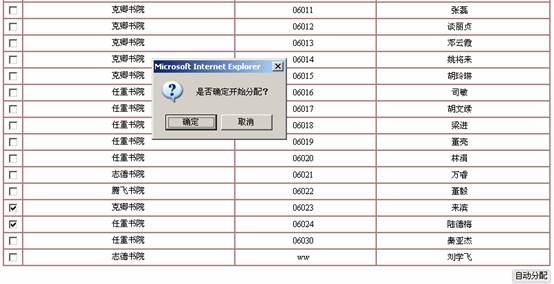 克卿书院 06011 张磊
克卿书院 06012 谈丽贞
克卿书院 06013 邓云霞
克卿书院 06014 姚将来
克卿书院 06015 胡玲琳
任重书院 06016 司敏
任重书院 06017 胡文缕
任重书院 06018 梁进
任重书院 06019 董亮
任重书院 06020 林涓
志德书院 06021 万睿
腾飞书院 06022 董毅
克卿书院 06023 来滨
任重书院 06024 陆德梅
任重书院 06030 秦亚杰
志德书院 ww 刘学飞
Microsoft Internet Explorer
是否确定开始分配？
确定 取消
自动分配